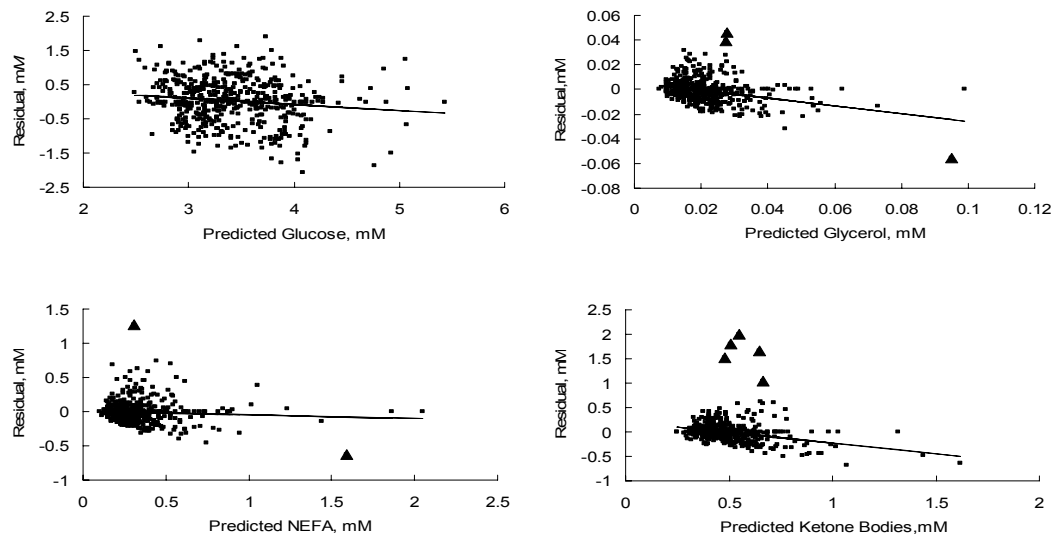 2.5
1.5
0.5
-0.5
-1.5
-2.5
Residual, mM
2 3 4 5 6
Predicted Glucose, mM
0.06
0.04
0.02
0
-0.02
-0.04
-0.06
-0.08
Residual,mM
0 0.02 0.04 0.06 0.08 0.1 0.12
Predicted Glycerol, mM
1.5
1
0.5
0
-0.5
-1
Residual, mM
0 0.5 1 1.5 2 2.5
Predicted NEFA, mM
2.5
2
1.5
1
0.5
0
-0.5
-1
Residual, mM
0 0.5 1 1.5 2
Predicted Ketone Bodies,mM